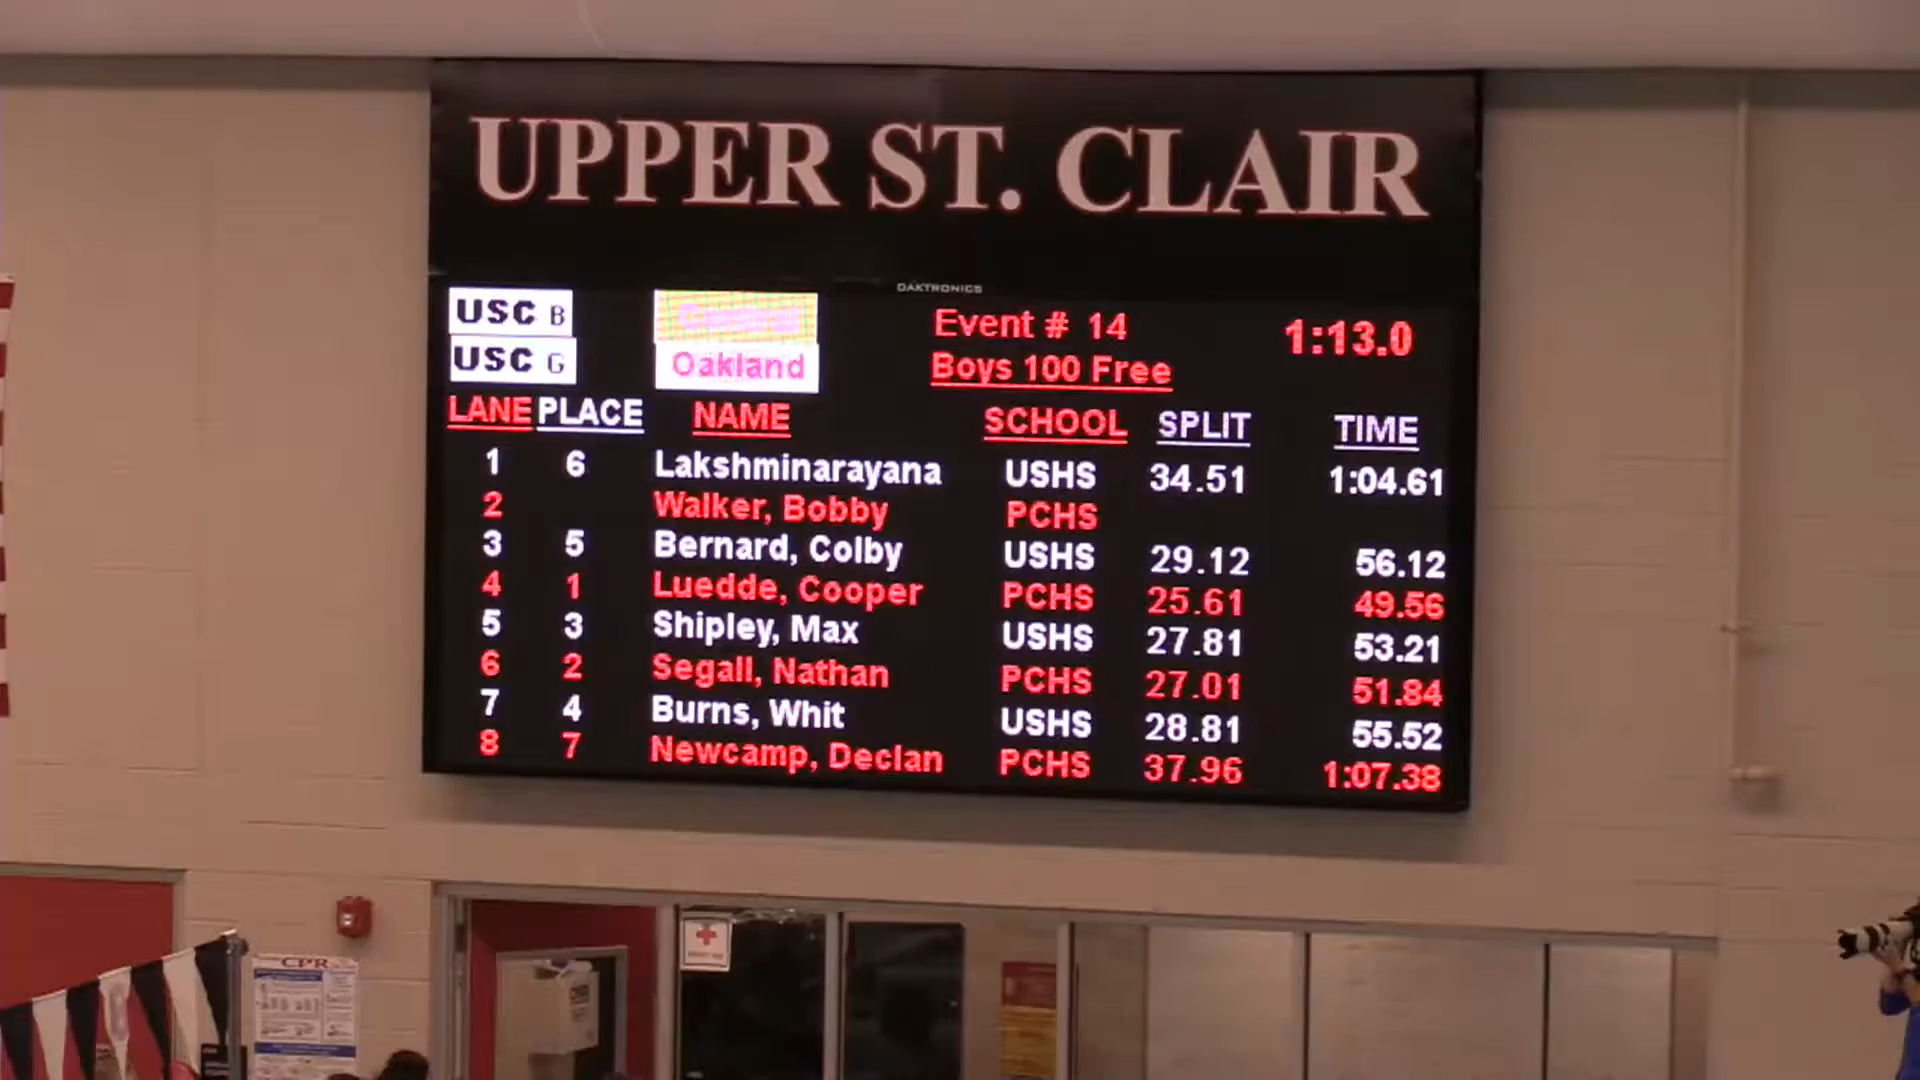 UPPER ST. CLAIR
DAKTRONICS
USC B
USC G
Oakland
Event # 14
Boys 100 Free
1:13.0
LANE PLACE NAME SCHOOL SPLIT TIME
1 6 Lakshminarayana USHS 34.51 1:04.61
2 Walker, Bobby PCHS
3 5 Bernard, Colby USHS 29.12 56.12
4 1 Luedde, Cooper PCHS 25.61 49.56
5 3 Shipley, Max USHS 27.81 53.21
6 2 Segall, Nathan PCHS 27.01 51.84
7 4 Burns, Whit USHS 28.81 55.52
8 7 Newcamp, Declan PCHS 37.96 1:07.38
CPR